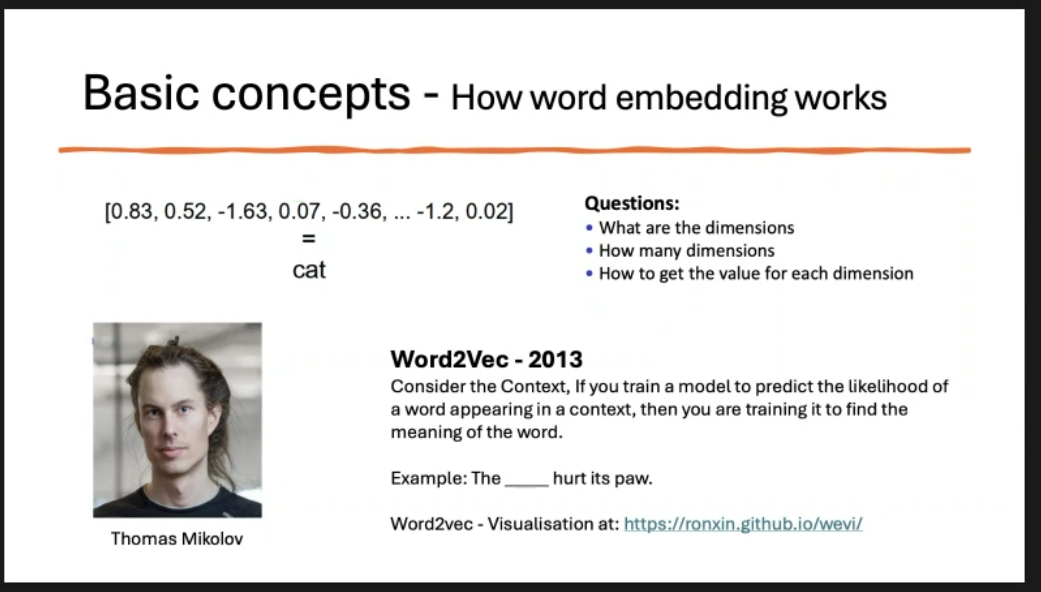 Basic concepts - How word embedding works
[0.83, 0.52, -1.63, 0.07, -0.36, ... -1.2, 0.02]
=
cat
Questions:
• What are the dimensions
• How many dimensions
• How to get the value for each dimension
Word2Vec - 2013
Consider the Context, If you train a model to predict the likelihood of
a word appearing in a context, then you are training it to find the
meaning of the word.
Example: The _____ hurt its paw.
Word2vec - Visualisation at: https://ronxin.github.io/wevi/
Thomas Mikolov